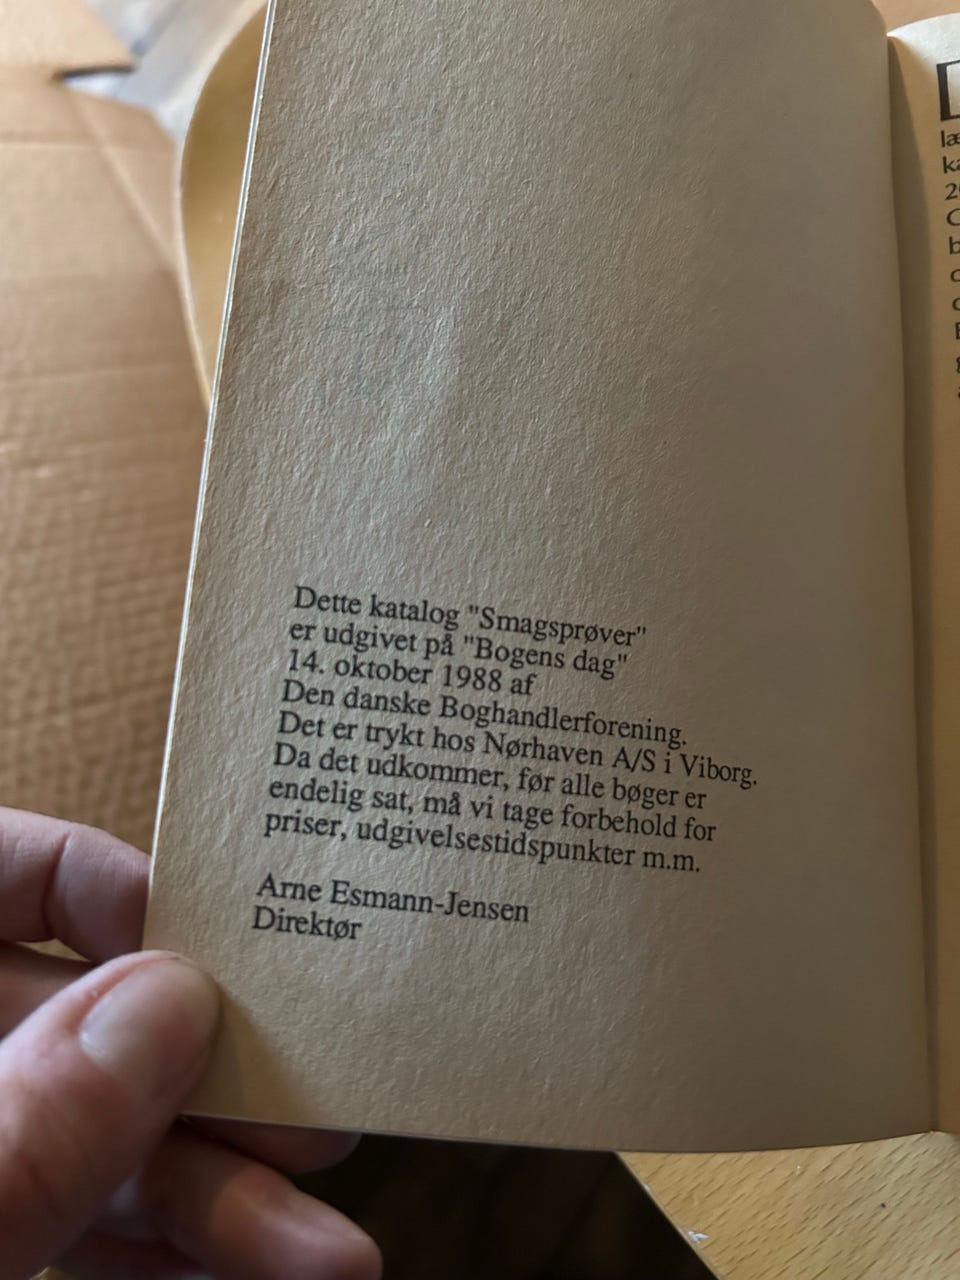 Dette katalog "Smagsprøver"
er udgivet på "Bogens dag"
14. oktober 1988 af
Den danske Boghandlerforening.
Det er trykt hos Nørhaven A/S i Viborg.
Da det udkommer, før alle bøger er
endelig sat, må vi tage forbehold for
priser, udgivelsestidspunkter m.m.
Arne Esmann-Jensen
Direktør